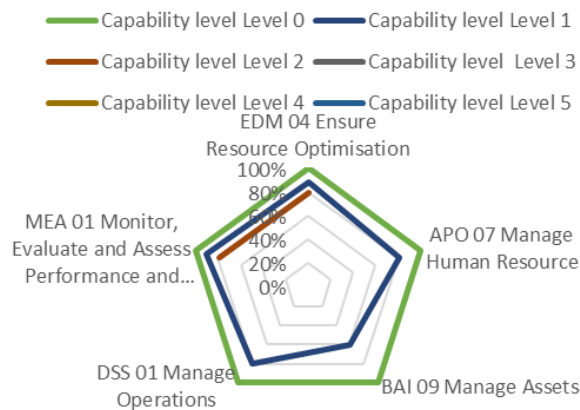 Capability level Level 0
Capability level Level 1
Capability level Level 2
Capability level  Level 3
Capability level Level 4
Capability level Level 5
EDM 04 Ensure
Resource Optimisation
100%
80%
60%
40%
20%
0%
APO 07 Manage
Human Resource
BAI 09 Manage Assets
DSS 01 Manage
Operations
MEA 01 Monitor,
Evaluate and Assess
Performance and...